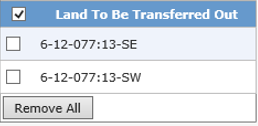 Land To Be Transferred Out
6-12-077:13-SE
6-12-077:13-SW
Remove All